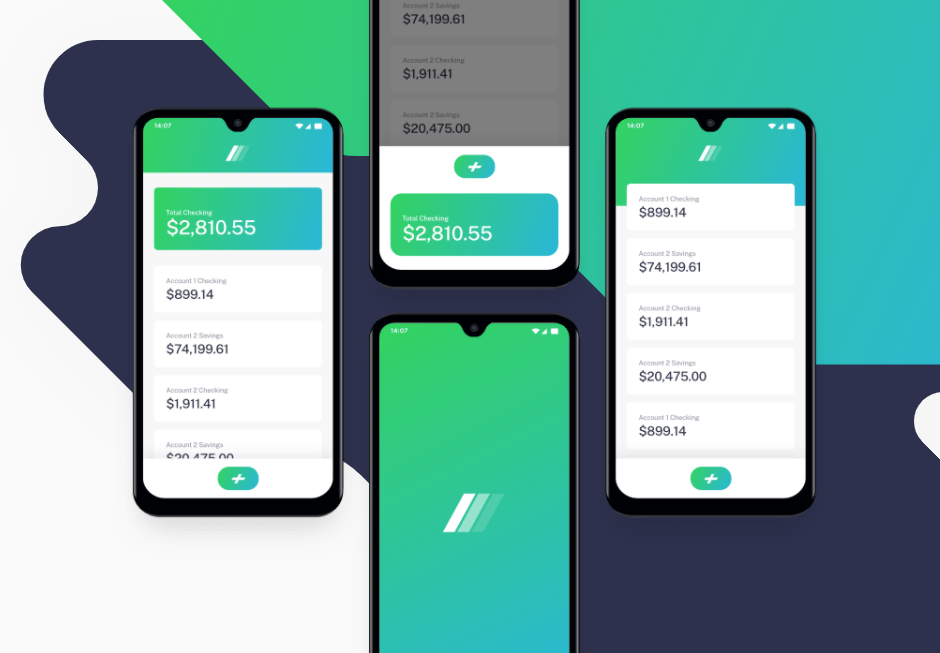 14:07
Total Checking
$2,810.55
Account 1 Checking
$899.14
Account 2 Savings
$74,199.61
Account 2 Checking
$1,911.41
Account 2 Savings
$20,475.00
Account 2 Savings
$74,199.61
Account 2 Checking
$1,911.41
Account 2 Savings
$20,475.00
Total Checking
$2,810.55
14:07
14:07
Account 1 Checking
$899.14
Account 2 Savings
$74,199.61
Account 2 Checking
$1,911.41
Account 2 Savings
$20,475.00
Account 1 Checking
$899.14